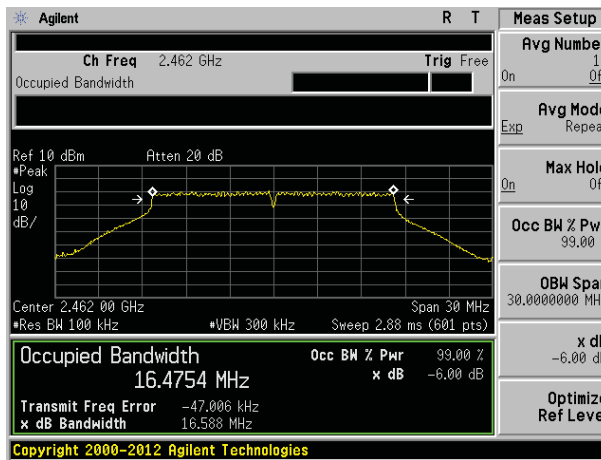 Agilent R T Meas Setup
Ch Freq 2.462 GHz Trig Free
Occupied Bandwidth
Ref 10 dBm Atten 20 dB
#Peak
Log
10
dB/
Center 2.462 00 GHz Span 30 MHz
#Res BW 100 kHz #VBW 300 kHz Sweep 2.88 ms (601 pts)
Occupied Bandwidth Occ BW % Pwr 99.00 %
16.4754 MHz x dB -6.00 dB
Transmit Freq Error -47.006 kHz
x dB Bandwidth 16.588 MHz
Copyright 2000-2012 Agilent Technologies
Avg Numbe
1
On Of
Avg Mod
Exp Repea
Max Hol
On Of
Occ BW % Pw
99.00
OBW Spa
30.0000000 MH
x d
-6.00 d
Optimiz
Ref Leve